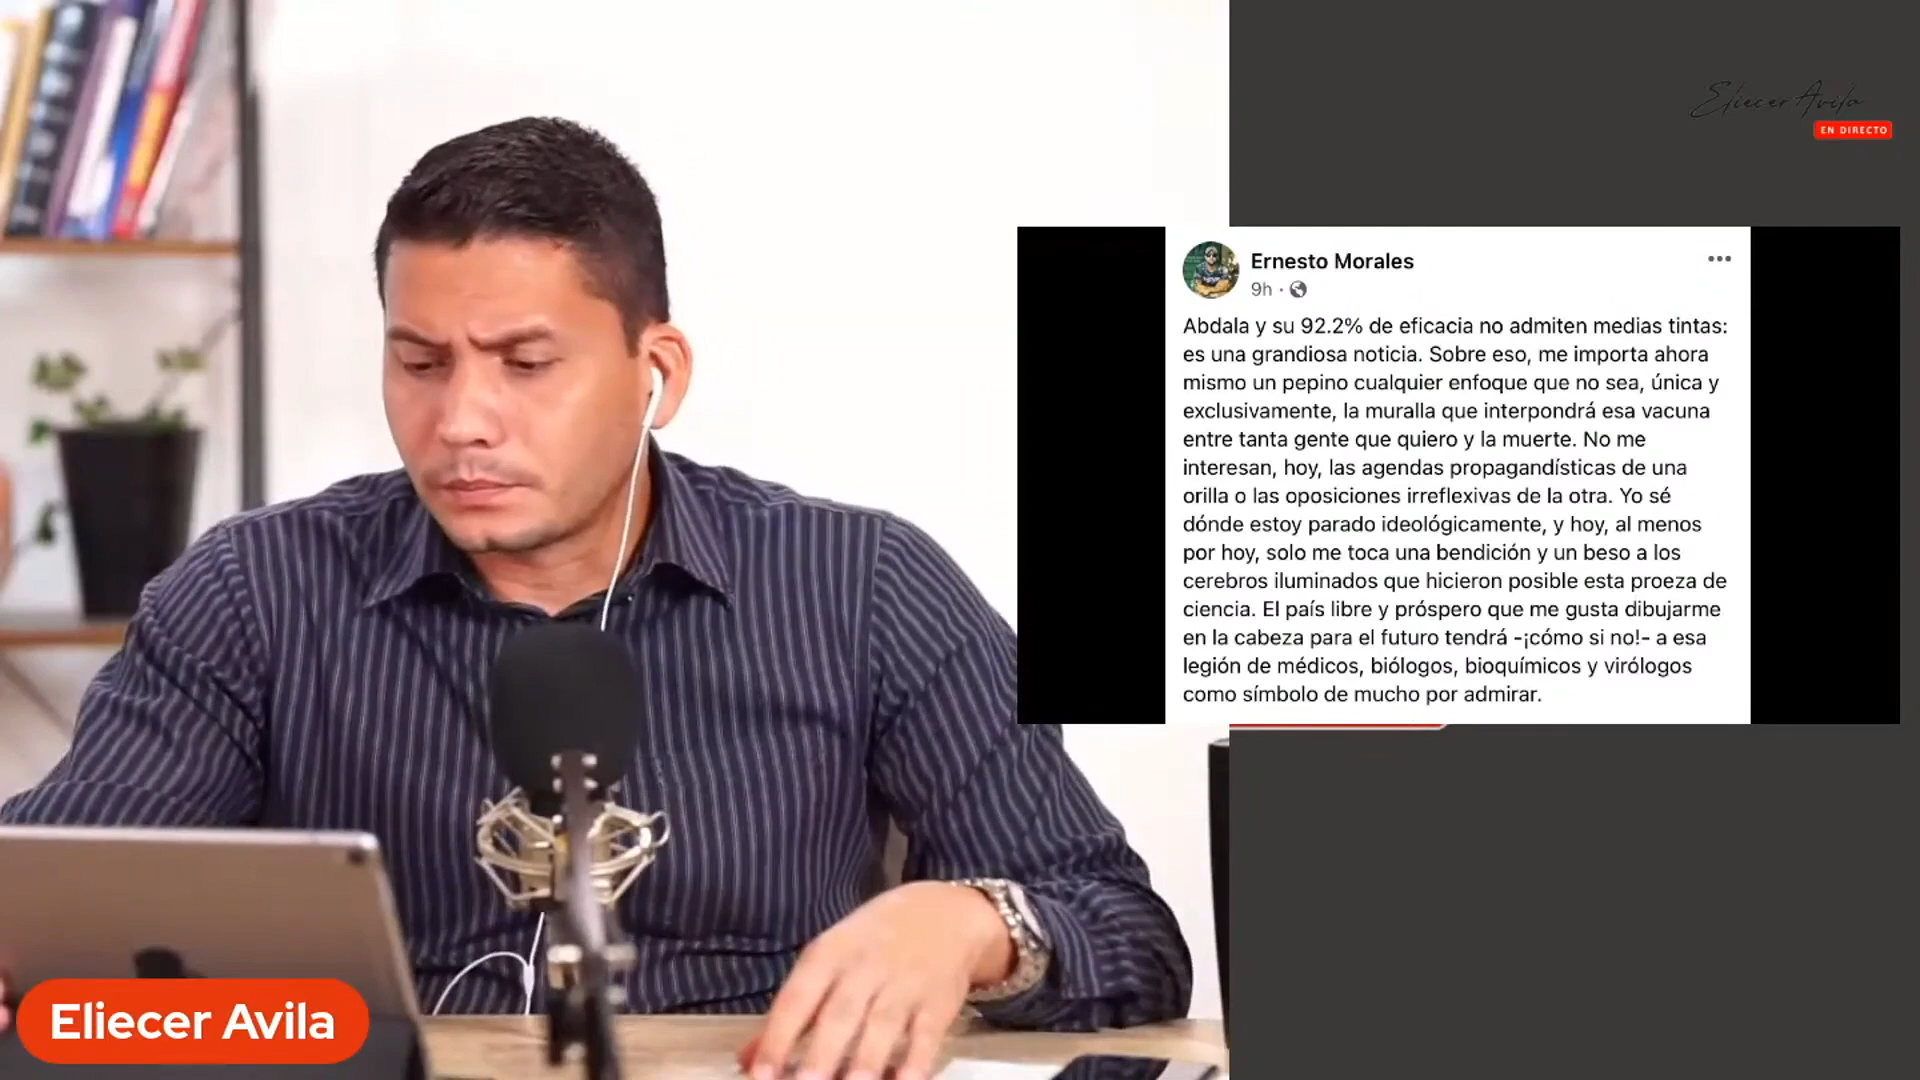 Eliecer Avila
EN DIRECTO
Ernesto Morales
9h ·
Abdala y su 92.2% de eficacia no admiten medias tintas:
es una grandiosa noticia. Sobre eso, me importa ahora
mismo un pepino cualquier enfoque que no sea, única y
exclusivamente, la muralla que interpondrá esa vacuna
entre tanta gente que quiero y la muerte. No me
interesan, hoy, las agendas propagandísticas de una
orilla o las oposiciones irreflexivas de la otra. Yo sé
dónde estoy parado ideológicamente, y hoy, al menos
por hoy, solo me toca una bendición y un beso a los
cerebros iluminados que hicieron posible esta proeza de
ciencia. El país libre y próspero que me gusta dibujarme
en la cabeza para el futuro tendrá -¡cómo si no!- a esa
legión de médicos, biólogos, bioquímicos y virólogos
como símbolo de mucho por admirar.
Eliecer Avila